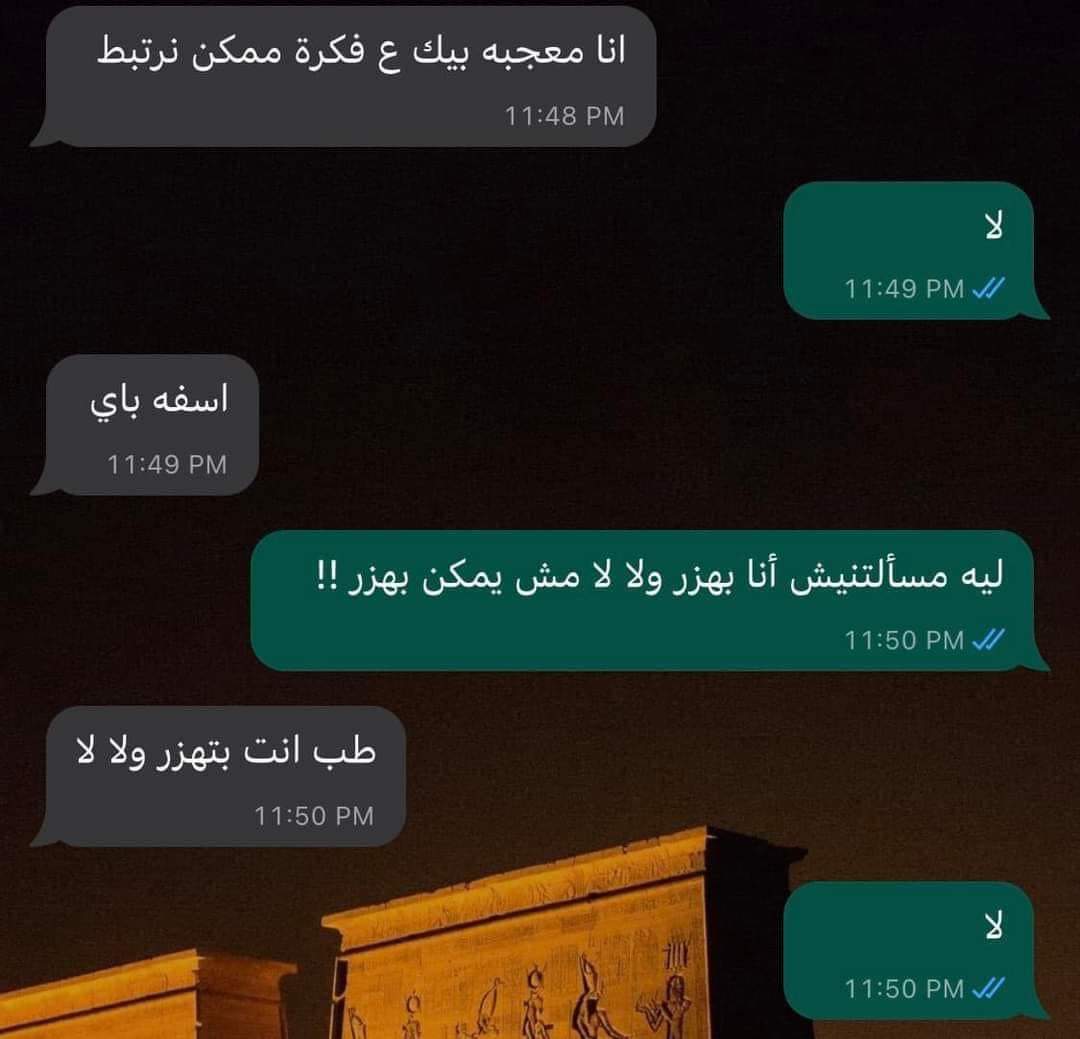 انا معجبه بيك ع فكرة ممكن نرتبط
11:48 PM
لا
11:49 PM
اسفه باي
11:49 PM
ليه مسألتنيش أنا بهزر ولا لا مش يمكن بهزر !!
11:50 PM
طب انت بتهزر ولا لا
11:50 PM
لا
11:50 PM